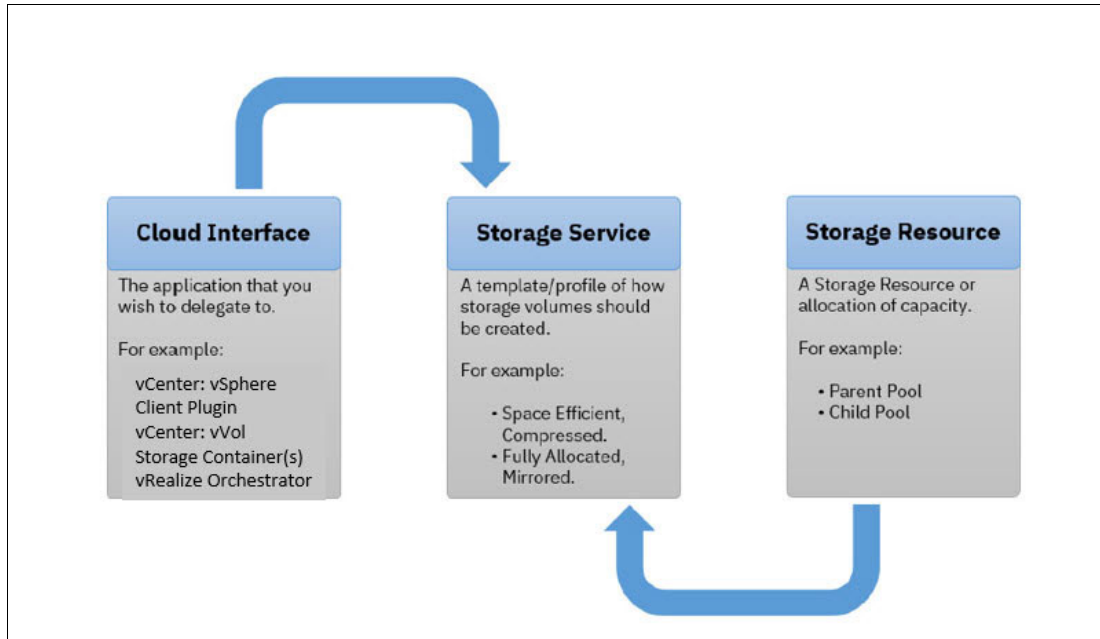 Cloud Interface
The application that you
wish to delegate to.
For example:
vCenter: vSphere
Client Plugin
vCenter: vVol
Storage Container(s)
vRealize Orchestrator
Storage Service
A template/profile of how
storage volumes should
be created.
For example:
• Space Efficient,
Compressed.
• Fully Allocated,
Mirrored.
Storage Resource
A Storage Resource or
allocation of capacity.
For example:
• Parent Pool
• Child Pool